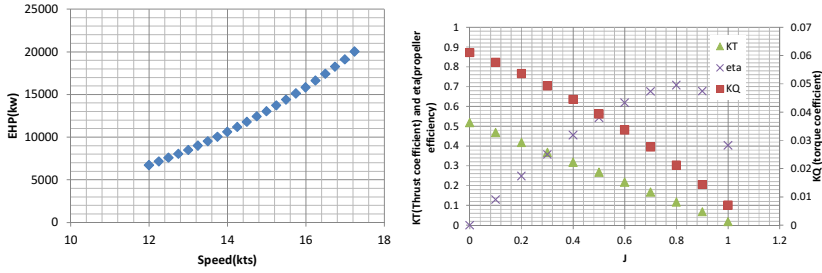 EHP(kw)
25000
20000
15000
10000
5000
0
10 12 14 16 18
Speed(kts)
KT(Thrust coefficient) and eta(propeller
efficiency)
1
0.9
0.8
0.7
0.6
0.5
0.4
0.3
0.2
0.1
0
0 0.2 0.4 0.6 0.8 1 1.2
J
KT
eta
KQ
0.07
0.06
0.05
0.04
0.03
0.02
0.01
0
KQ (torque coefficient)